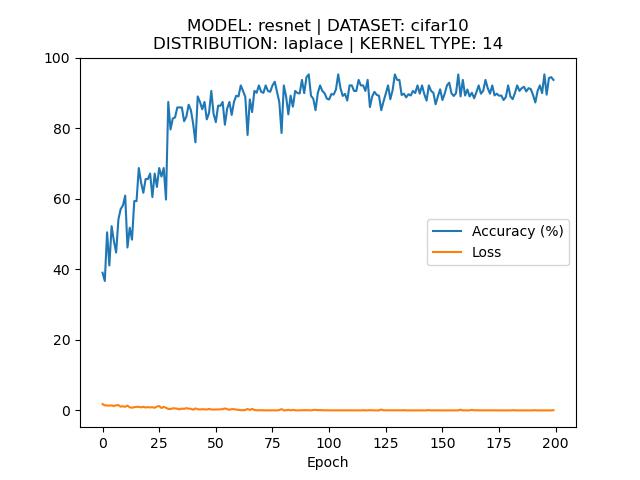 MODEL: resnet | DATASET: cifar10
DISTRIBUTION: laplace | KERNEL TYPE: 14
100
80
60
40
20
0
Accuracy (%)
Loss
0 25 50 75 100 125 150 175 200
Epoch